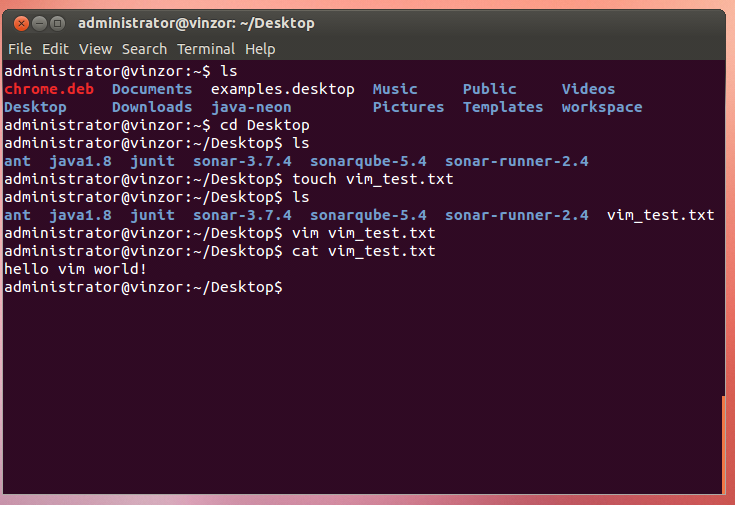 administrator@vinzor: ~/Desktop
File Edit View Search Terminal Help
administrator@vinzor:~$ ls
chrome.deb Documents examples.desktop Music Public Videos
Desktop Downloads java-neon Pictures Templates workspace
administrator@vinzor:~$ cd Desktop
administrator@vinzor:~/Desktop$ ls
ant java1.8 junit sonar-3.7.4 sonarqube-5.4 sonar-runner-2.4
administrator@vinzor:~/Desktop$ touch vim_test.txt
administrator@vinzor:~/Desktop$ ls
ant java1.8 junit sonar-3.7.4 sonarqube-5.4 sonar-runner-2.4 vim_test.txt
administrator@vinzor:~/Desktop$ vim vim_test.txt
administrator@vinzor:~/Desktop$ cat vim_test.txt
hello vim world!
administrator@vinzor:~/Desktop$